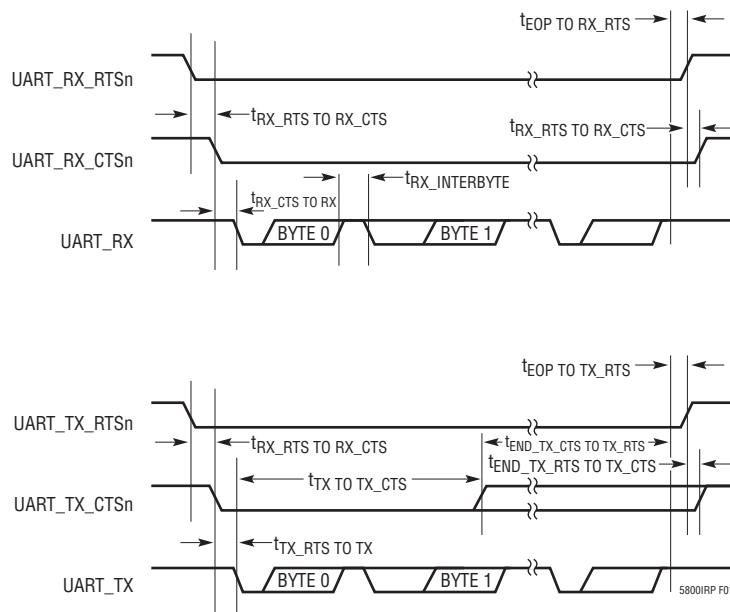 tEOP TO RX_RTS
UART_RX_RTSn
tRX_RTS TO RX_CTS
tRX_RTS TO RX_CTS
UART_RX_CTSn
tRX_INTERBYTE
tRX_CTS TO RX
UART_RX
BYTE 0
BYTE 1
tEOP TO TX_RTS
UART_TX_RTSn
tRX_RTS TO RX_CTS
tEND_TX_CTS TO TX_RTS
tEND_TX_RTS TO TX_CTS
tTX TO TX_CTS
UART_TX_CTSn
tTX_RTS TO TX
UART_TX
BYTE 0
BYTE 1